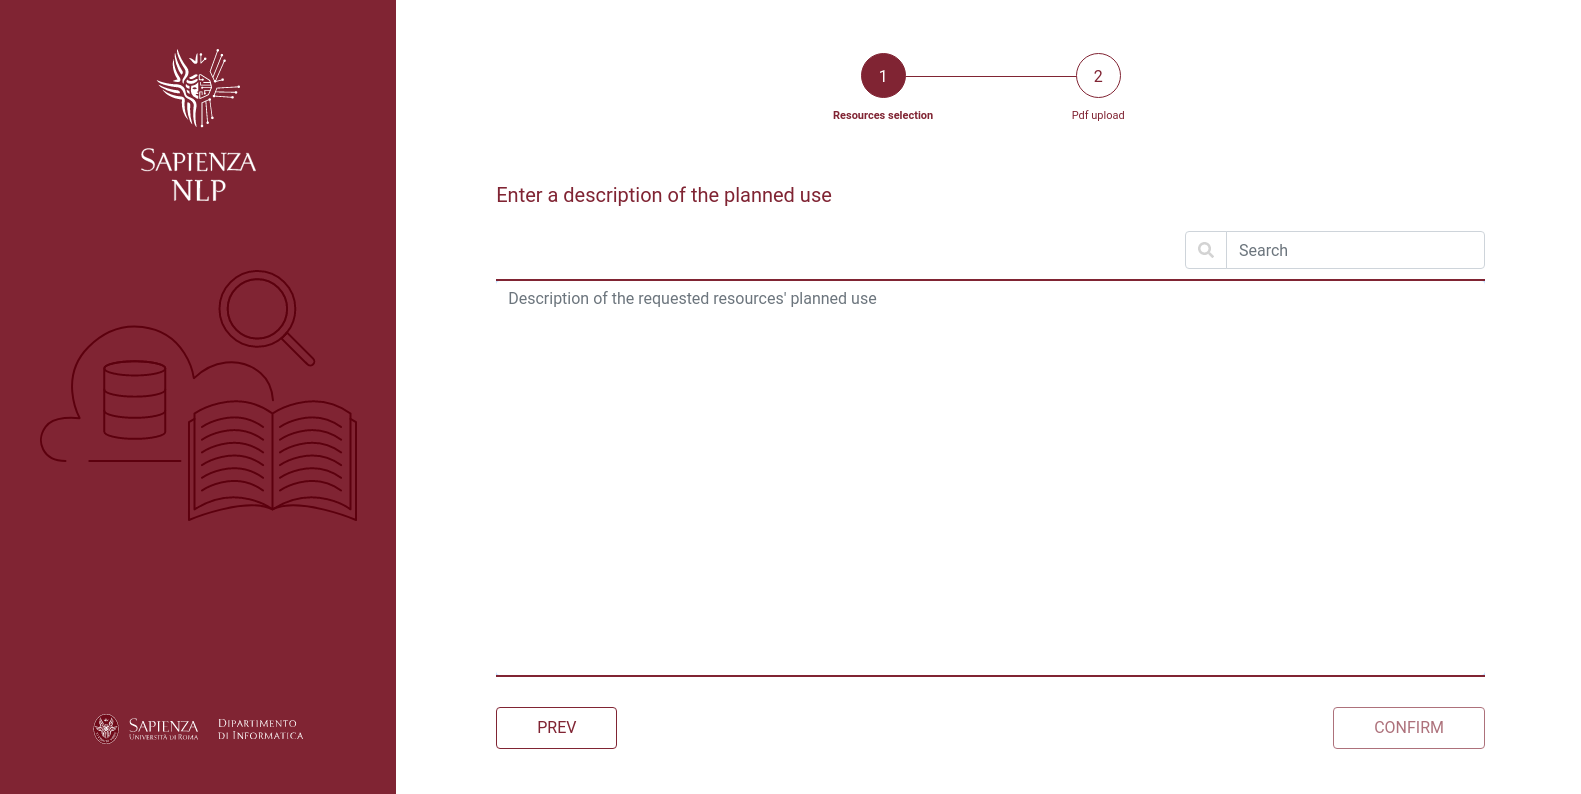 SAPIENZA
NLP
1
2
Resources selection
Pdf upload
Enter a description of the planned use
Search
Description of the requested resources' planned use
PREV
CONFIRM
SAPIENZA
UNIVERSITÀ DI ROMA
DIPARTIMENTO
DI INFORMATICA